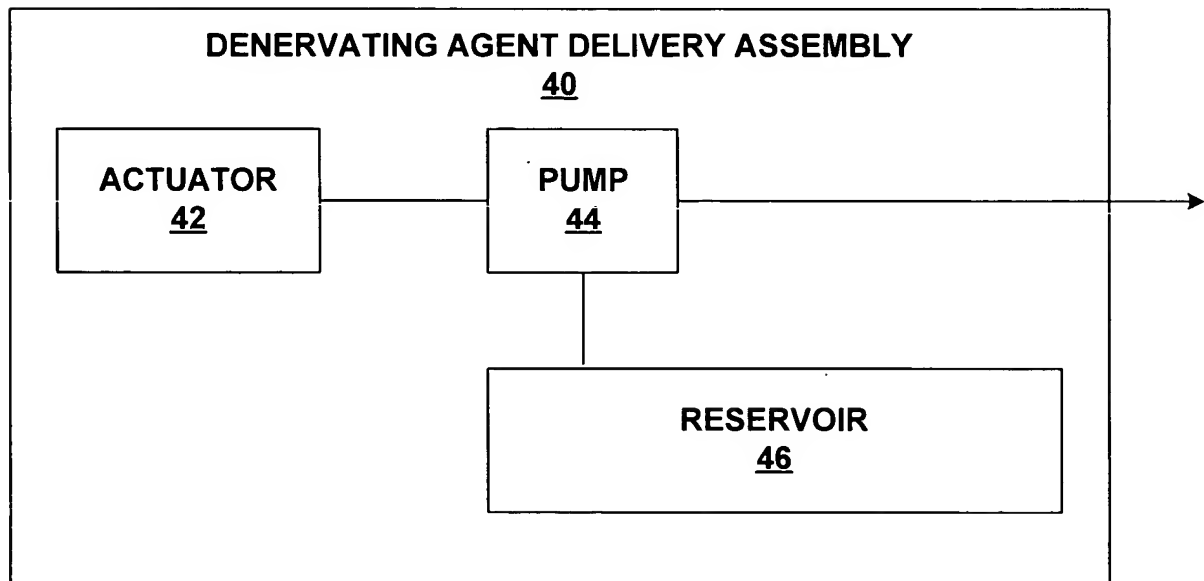 DENERVATING AGENT DELIVERY ASSEMBLY
40
ACTUATOR
42
PUMP
44
RESERVOIR
46